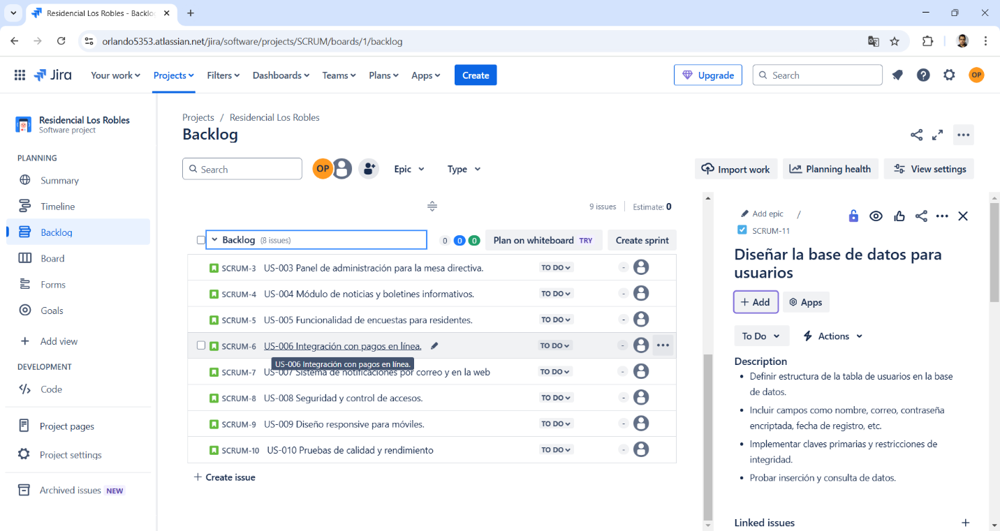 Residencial Los Robles - Backlo
orlando5353.atlassian.net/jira/software/projects/SCRUM/boards/1/backlog
Jira Your work Projects Filters Dashboards Teams Plans Apps Create Upgrade Search OP
Residencial Los Robles
Software project
PLANNING
Summary
Timeline
Backlog
Board
Forms
Goals
Add view
DEVELOPMENT
Code
Project pages
Project settings
Archived issues NEW
Projects / Residencial Los Robles
Backlog
Search OP Epic Type Import work Planning health View settings
9 issues Estimate: 0
Backlog (8 issues) 0 0 0 Plan on whiteboard TRY Create sprint
SCRUM-3 US-003 Panel de administración para la mesa directiva. TO DO -
SCRUM-4 US-004 Módulo de noticias y boletines informativos. TO DO -
SCRUM-5 US-005 Funcionalidad de encuestas para residentes. TO DO -
SCRUM-6 US-006 Integración con pagos en línea. TO DO -
US-006 Integración con pagos en línea.
SCRUM-7 US-007 Sistema de notificaciones por correo y en la web TO DO -
SCRUM-8 US-008 Seguridad y control de accesos. TO DO -
SCRUM-9 US-009 Diseño responsive para móviles. TO DO -
SCRUM-10 US-010 Pruebas de calidad y rendimiento TO DO -
+ Create issue
Add epic /
SCRUM-11
Diseñar la base de datos para
usuarios
+ Add Apps
To Do Actions
Description
• Definir estructura de la tabla de usuarios en la base
de datos.
• Incluir campos como nombre, correo, contraseña
encriptada, fecha de registro, etc.
• Implementar claves primarias y restricciones de
integridad.
• Probar inserción y consulta de datos.
Linked issues +